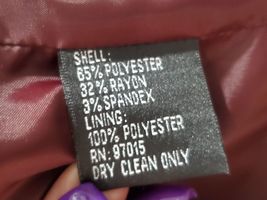 SHELL:
65% POLYESTER
32% RAYON
3% SPANDEX
LINING:
100% POLYESTER
RN: 97015
DRY CLEAN ONLY